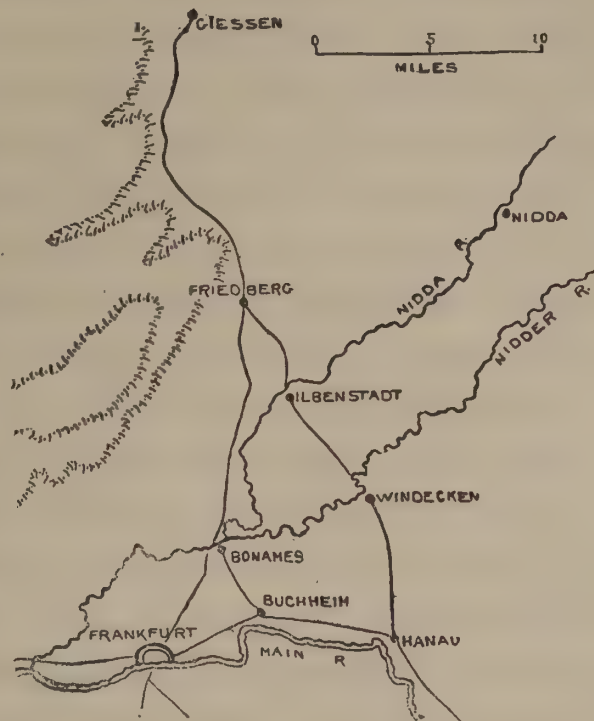 GIESSEN
0 5 10
MILES
NIDDA
FRIEDBERG
NIDDA R.
NIDDER R.
ILBENSTADT
WINDECKEN
BONAMES
BUCHHEIM
FRANKFURT
HANAU
MAIN R